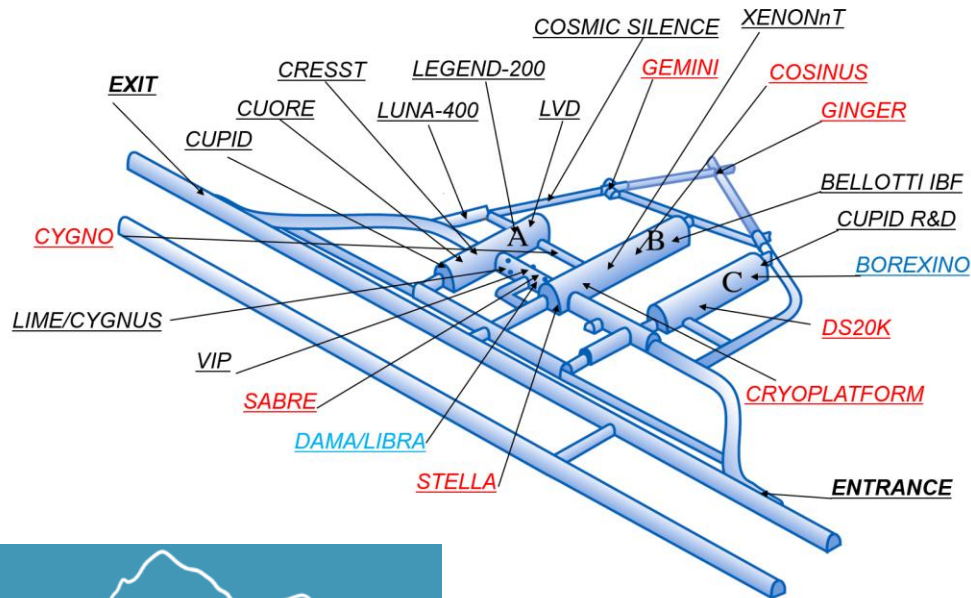 XENONnT
COSMIC SILENCE
LEGEND-200
GEMINI
COSINUS
CRESST
EXIT
CUORE
LUNA-400
LVD
GINGER
CUPID
BELLOTTI IBF
CUPID R&D
CYGNO
A
B
C
BOREXINO
LIME/CYGNUS
DS20K
VIP
SABRE
CRYOPLATFORM
DAMA/LIBRA
STELLA
ENTRANCE